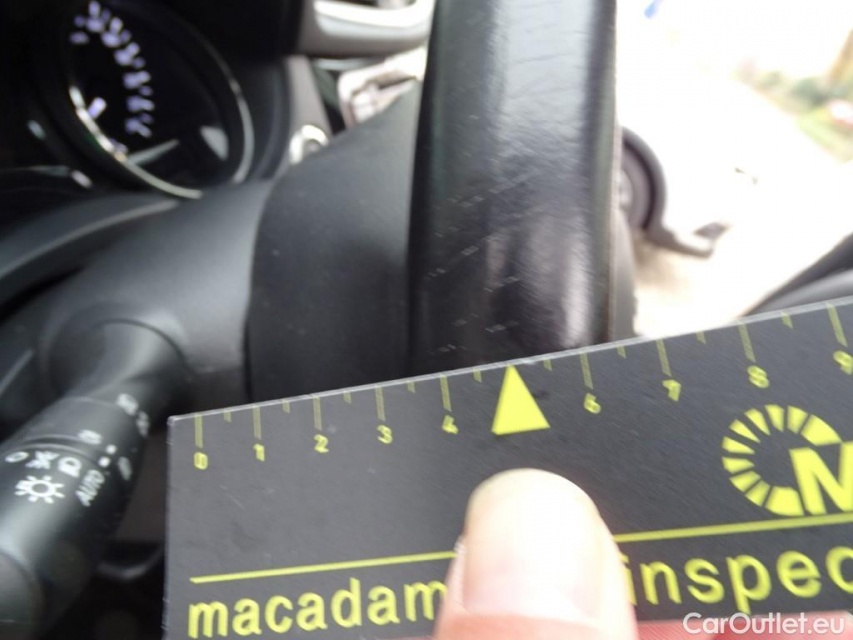 0 1 2 3 4 6 7 8 9
AUTO
M
macadam inspec
CarOutlet.eu